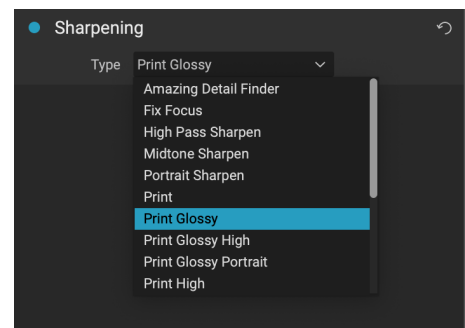 Sharpening
Type Print Glossy
Amazing Detail Finder
Fix Focus
High Pass Sharpen
Midtone Sharpen
Portrait Sharpen
Print
Print Glossy
Print Glossy High
Print Glossy Portrait
Print High